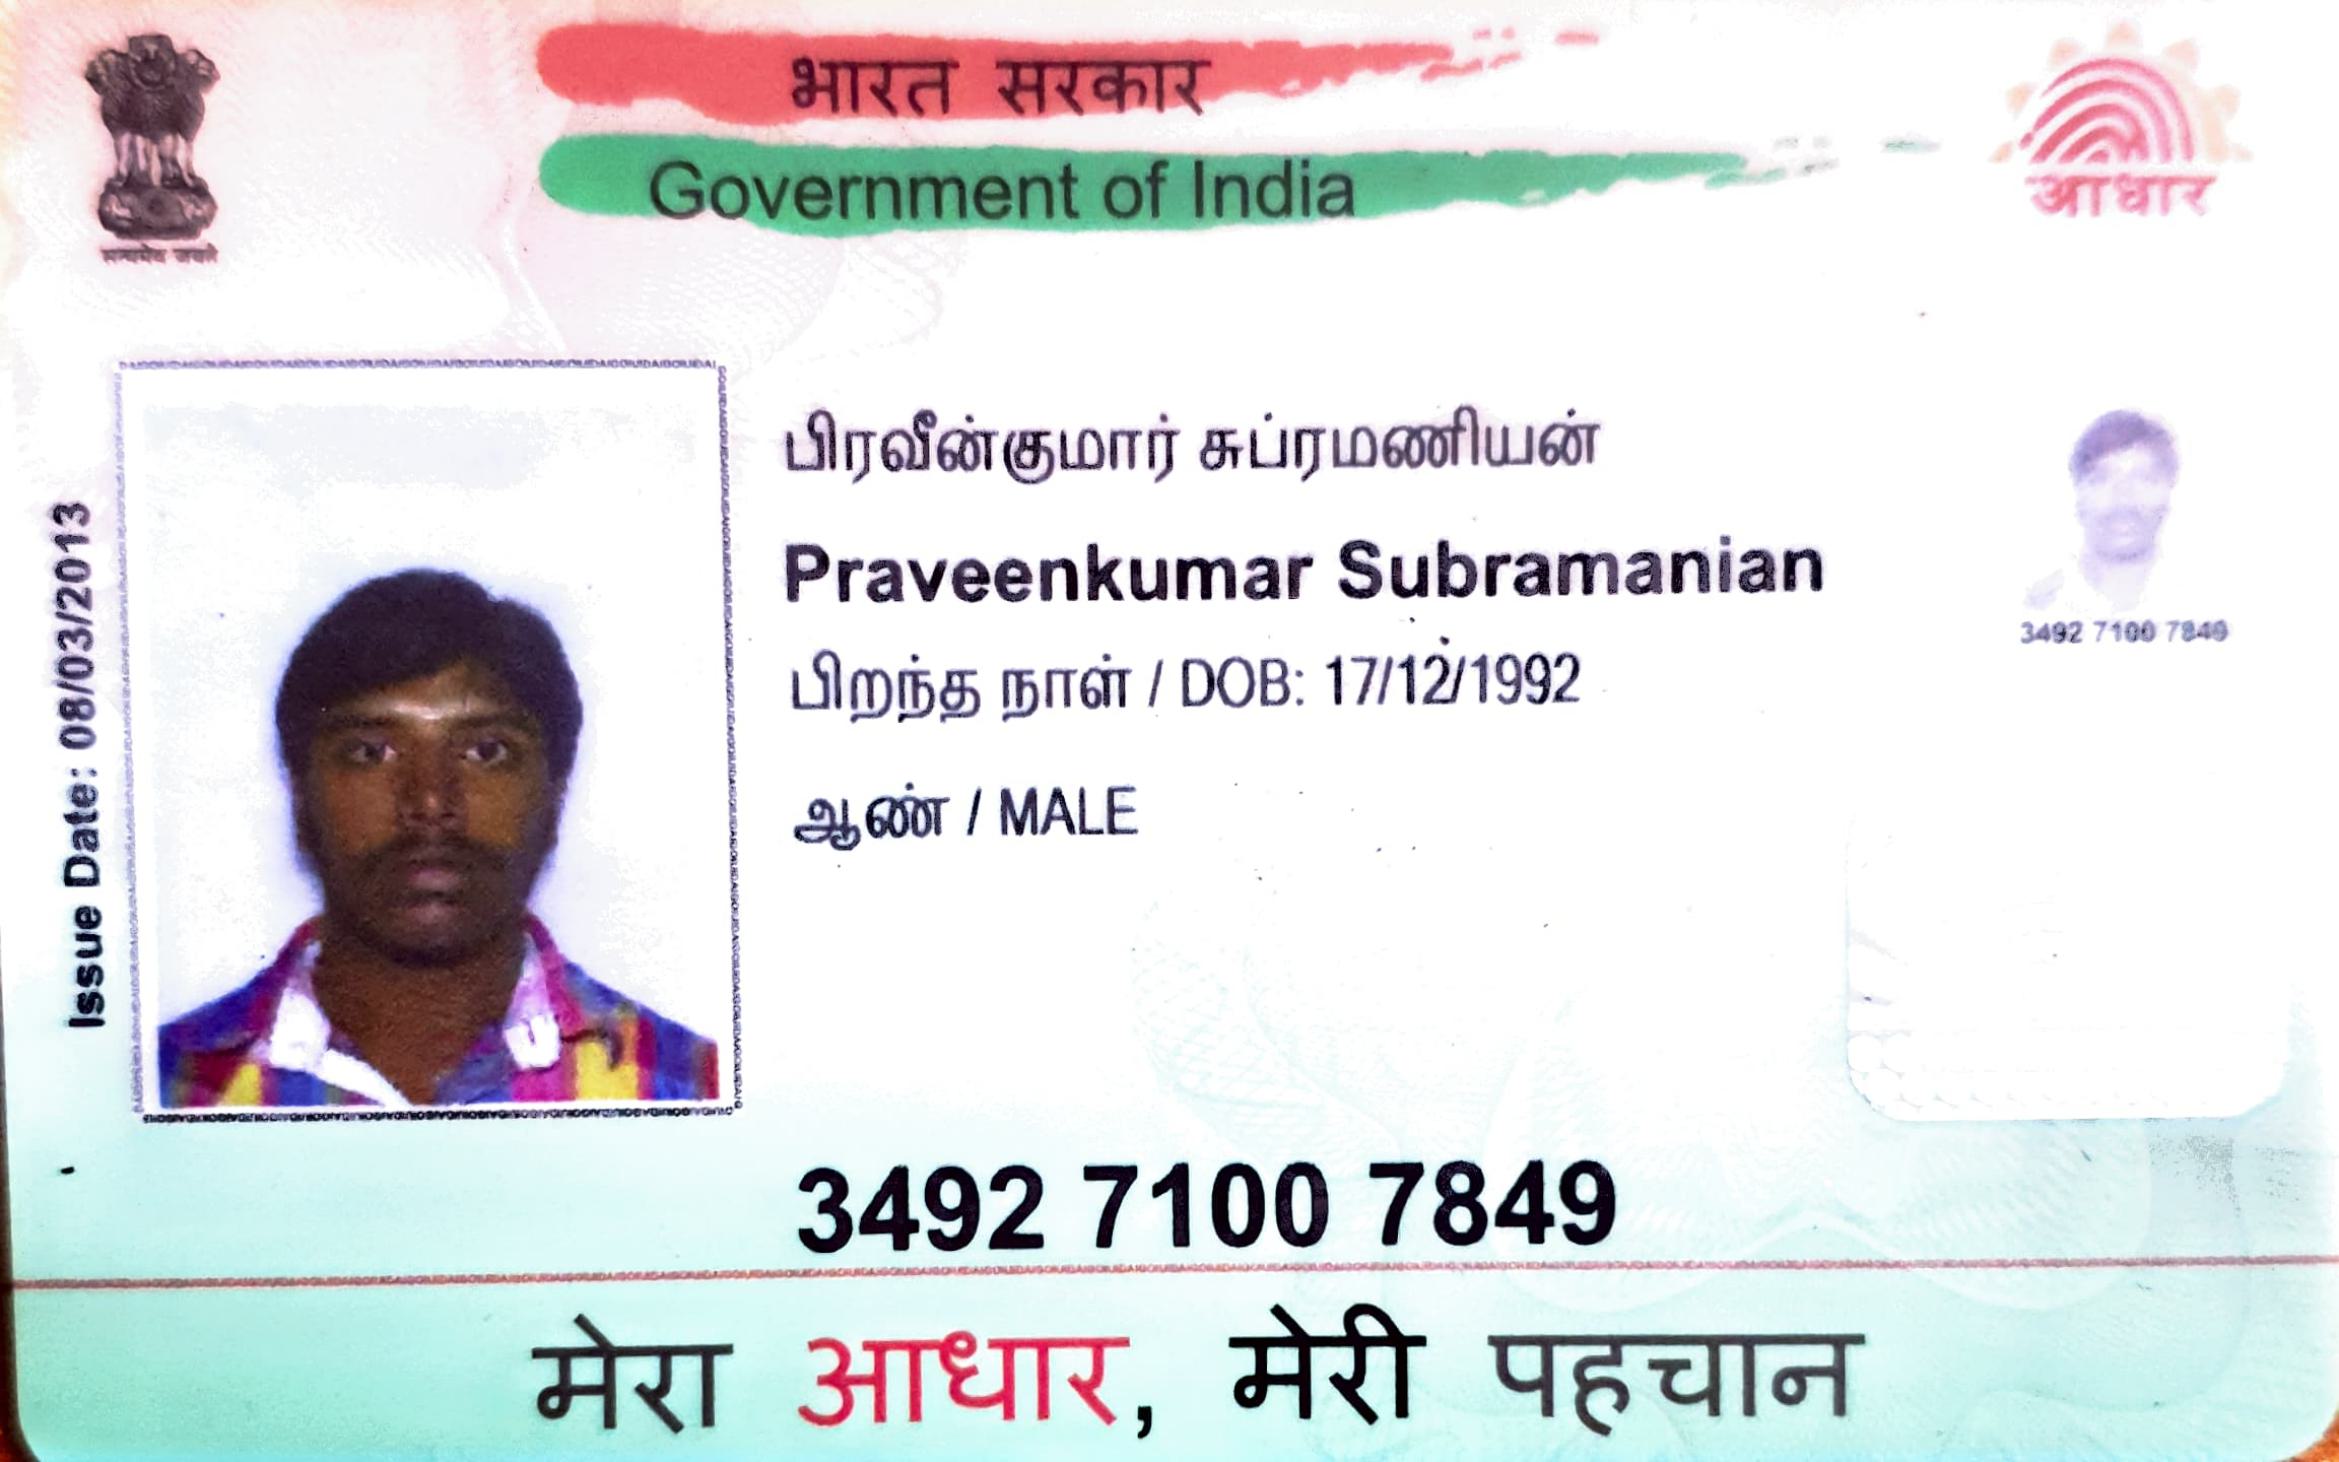 भारत सरकार
Government of India
सत्यमेव जयते
आधार
Issue Date: 08/03/2013
பிரவீன்குமார் சுப்ரமணியன்
Praveenkumar Subramanian
பிறந்த நாள் / DOB: 17/12/1992
ஆண் / MALE
3492 7100 7849
3492 7100 7849
मेरा आधार, मेरी पहचान